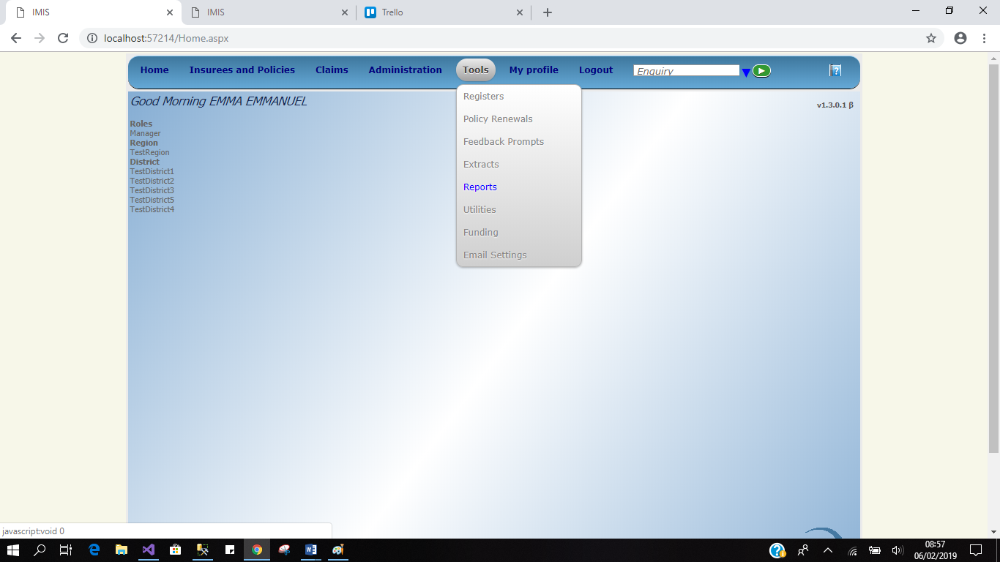 IMIS
IMIS
Trello
localhost:57214/Home.aspx
Home Insurees and Policies Claims Administration Tools My profile Logout Enquiry
Good Morning EMMA EMMANUEL
v1.3.0.1 β
Roles
Manager
Region
TestRegion
District
TestDistrict1
TestDistrict2
TestDistrict3
TestDistrict5
TestDistrict4
Registers
Policy Renewals
Feedback Prompts
Extracts
Reports
Utilities
Funding
Email Settings
javascript:void 0
08:57
06/02/2019